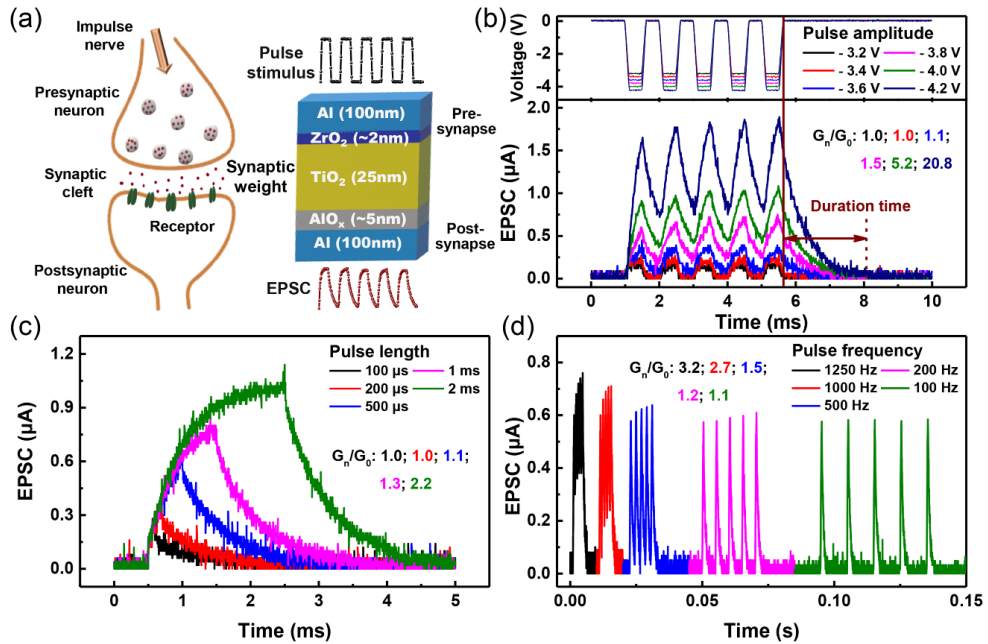 (a)
Impulse
nerve
Presynaptic
neuron
Synaptic
cleft
Receptor
Postsynaptic
neuron
Pulse
stimulus
Synaptic
weight
Al (100nm)
ZrO₂ (~2nm)
TiO₂ (25nm)
AlOₓ (~5nm)
Al (100nm)
Pre-
synapse
Post-
synapse
EPSC
(b)
Voltage (V)
0
-2
-4
Pulse amplitude
- 3.2 V
- 3.8 V
- 3.4 V
- 4.0 V
- 3.6 V
- 4.2 V
EPSC (μA)
2.0
1.5
1.0
0.5
0.0
Gₙ/G₀: 1.0; 1.0; 1.1;
1.5; 5.2; 20.8
Duration time
0 2 4 6 8 10
Time (ms)
(c)
EPSC (μA)
1.2
0.9
0.6
0.3
0.0
Pulse length
100 μs
1 ms
200 μs
2 ms
500 μs
Gₙ/G₀: 1.0; 1.0; 1.1;
1.3; 2.2
0 1 2 3 4 5
Time (ms)
(d)
EPSC (μA)
0.8
0.6
0.4
0.2
0.0
Gₙ/G₀: 3.2; 2.7; 1.5;
1.2; 1.1
Pulse frequency
1250 Hz
200 Hz
1000 Hz
100 Hz
500 Hz
0.00 0.05 0.10 0.15
Time (s)